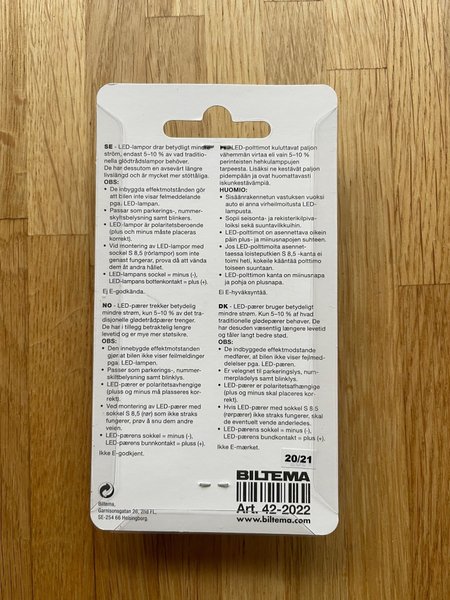 SE - LED-lampor drar betydligt mindre
ström, endast 5–10 % av vad traditio-
nella glödtrådslampor behöver.
De har dessutom en avsevärt längre
livslängd och är mycket mer stöttåliga.
OBS:
• De inbyggda effektmotstånden gör
att bilen inte visar felmeddelande
pga. LED-lampan.
• Passar som parkerings-, nummer-
skyltsbelysning samt blinkers.
• LED-lampor är polaritetsberoende
(plus och minus måste placeras
korrekt).
• Vid montering av LED-lampor med
sockel S 8,5 (rörlampor) som inte
genast fungerar, prova då att vända
dem åt andra hållet.
• LED-lampans sockel = minus (-),
LED-lampans bottenkontakt = plus (+).
Ej E-godkända.
LED-polttimot kuluttavat paljon
vähemmän virtaa eli vain 5–10 %
perinteisten hehkulamppujen
tarpeesta. Lisäksi ne kestävät paljon
pidempään ja ovat huomattavasti
iskunkestävämpiä.
HUOMIO:
• Sisäänrakennetun vastuksen vuoksi
auto ei anna virheilmoitusta LED-
lampusta.
• Sopii seisonta- ja rekisterikilpiva-
loiksi sekä suuntavilkkuihin.
• LED-polttimot on asennettava oikein
päin plus- ja miinusnapojen suhteen.
• Jos LED-polttimoita asennet-
taessa loisteputkien S 8,5 -kanta ei
toimi heti, kokeile kääntää polttimo
toiseen suuntaan.
• LED-polttimon kanta on miinusnapa
ja pohja on plusnapa.
Ei E-hyväksyntää.
NO - LED-pærer trekker betydelig
mindre strøm, kun 5–10 % av det tra-
disjonelle glødetrådpærer trenger.
De har i tillegg betraktelig lengre
levetid og er mye mer støtsikre.
OBS:
• Den innebygde effektmotstanden
gjør at bilen ikke viser feilmeldinger
pga. LED-lampen.
• Passer som parkerings-, nummer-
skiltbelysning samt blinklys.
• LED-pærer er polaritetsavhengige
(pluss og minus må plasseres
korrekt).
• Ved montering av LED-pærer med
sokkel S 8,5 (rør) som ikke straks
fungerer, prøv å snu dem andre
veien.
• LED-pærens sokkel = minus (-),
LED-pærens bunnkontakt = pluss (+).
Ikke E-godkjent.
DK - LED-pærer bruger betydeligt
mindre strøm. Kun 5–10 % af hvad
traditionelle glødepærer behøver. De
har desuden væsentlig længere levetid
og tåler langt bedre stød.
OBS:
• De indbyggede effektmodstande
medfører, at bilen ikke viser fejlmed-
delelser pga. LED-pæren.
• Er velegnet til parkeringslys, num-
merpladelys samt blinklys.
• LED-pærer er polaritetsafhængige
(plus og minus skal placeres kor-
rekt).
• Hvis LED-pærer med sokkel S 8.5
(rørpærer) ikke straks fungerer, skal
de eventuelt vende anderledes.
• LED-pærens sokkel = minus (-),
LED-pærens bundkontakt = plus (+).
Ikke E-mærket.
20/21
BILTEMA
Art. 42-2022
www.biltema.com
Biltema,
Garnisonsgatan 26, 2nd Fl,
SE-254 66 Helsingborg.